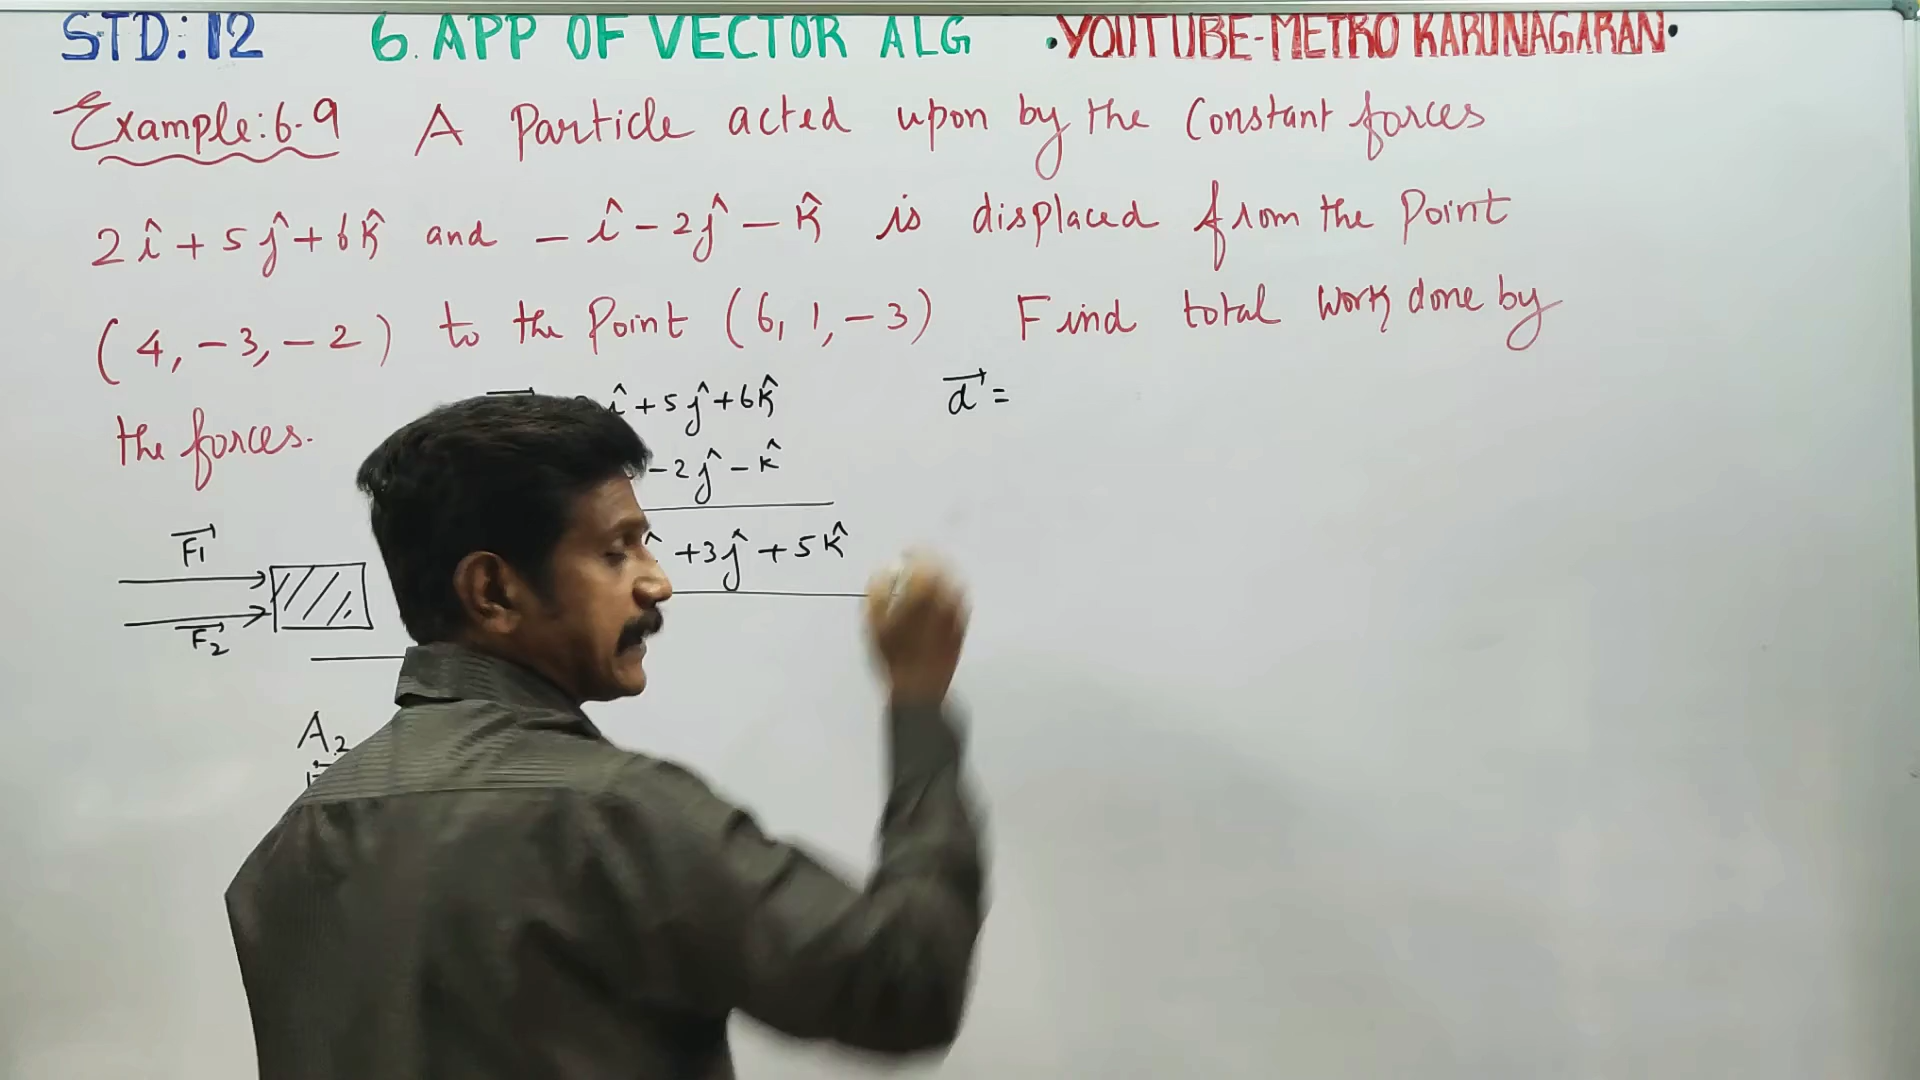 STD: 12 6. APP OF VECTOR ALG •YOUTUBE-METRO KARUNAGARAN•
Example: 6.9 A Particle acted upon by the Constant forces
2î + 5ĵ + 6k̂ and - î - 2ĵ - k̂ is displaced from the Point
(4, -3, -2) to the Point (6, 1, -3) Find total work done by
the forces.
î + 5ĵ + 6k̂
d⃗ =
- 2ĵ - k̂
+ 3ĵ + 5k̂
F₁
F₂
A₂